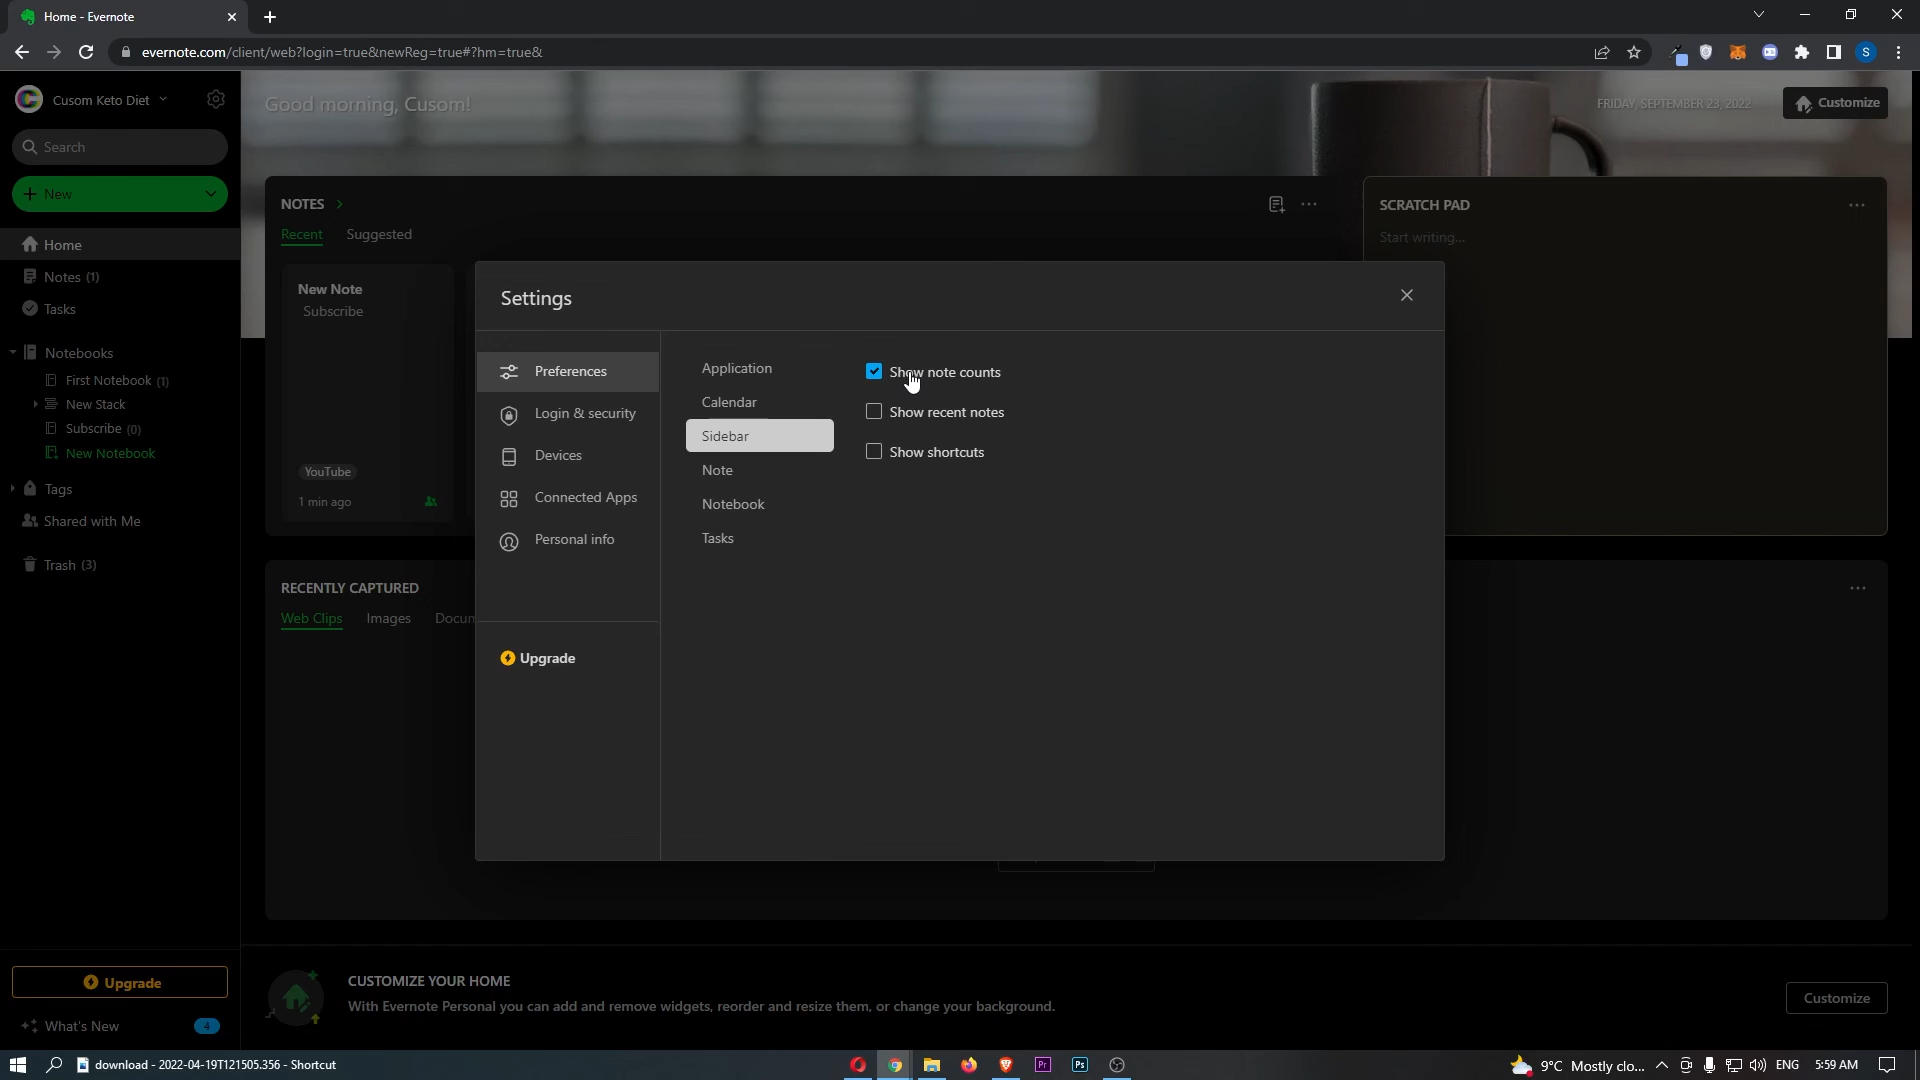 Home - Evernote
evernote.com/client/web?login=true&newReg=true#?hm=true&
S
Cusom Keto Diet
Good morning, Cusom!
FRIDAY, SEPTEMBER 23, 2022
Customize
Search
New
Home
Notes (1)
Tasks
Notebooks
First Notebook (1)
New Stack
Subscribe (0)
New Notebook
Tags
Shared with Me
Trash (3)
NOTES
Recent
Suggested
New Note
Subscribe
YouTube
1 min ago
SCRATCH PAD
Start writing...
Settings
Preferences
Login & security
Devices
Connected Apps
Personal info
Upgrade
Application
Calendar
Sidebar
Note
Notebook
Tasks
Show note counts
Show recent notes
Show shortcuts
RECENTLY CAPTURED
Web Clips
Images
Docum
Upgrade
What's New
4
CUSTOMIZE YOUR HOME
With Evernote Personal you can add and remove widgets, reorder and resize them, or change your background.
Customize
download - 2022-04-19T121505.356 - Shortcut
Pr
Ps
9°C Mostly clo...
ENG
5:59 AM